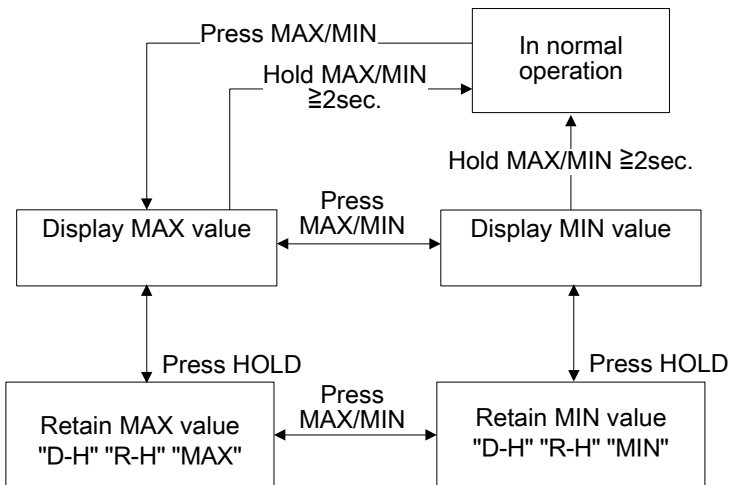 Press MAX/MIN
In normal
operation
Hold MAX/MIN
≧2sec.
Hold MAX/MIN ≧2sec.
Display MAX value
Press
MAX/MIN
Display MIN value
Press HOLD
Press HOLD
Retain MAX value
"D-H" "R-H" "MAX"
Press
MAX/MIN
Retain MIN value
"D-H" "R-H" "MIN"